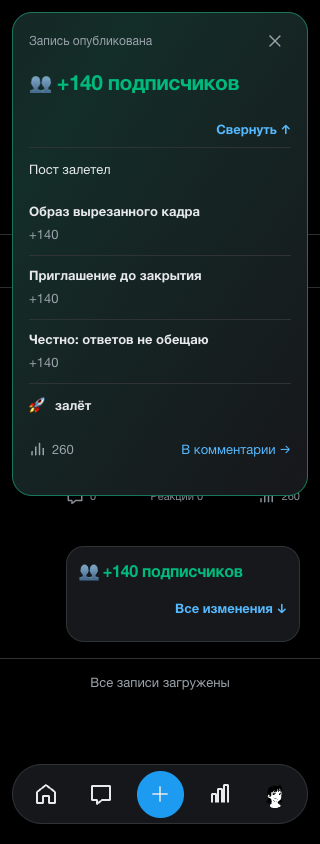 Запись опубликована
👥 +140 подписчиков
Свернуть ↑
Пост залетел
Образ вырезанного кадра
+140
Приглашение до закрытия
+140
Честно: ответов не обещаю
+140
🚀 залёт
260
В комментарии →
0 Реакции 0 260
👥 +140 подписчиков
Все изменения ↓
Все записи загружены